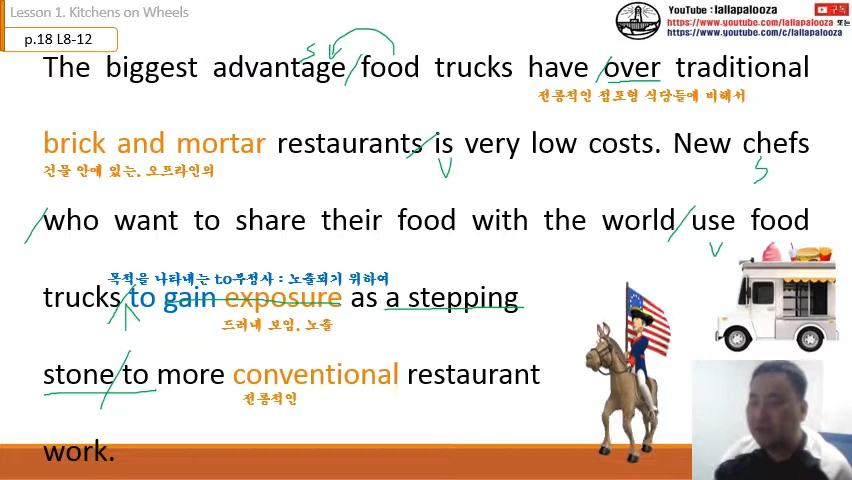 Lesson 1. Kitchens on Wheels
YouTube : lallapalooza
구독
https://www.youtube.com/lallapalooza 또는
https://www.youtube.com/c/lallapalooza
p.18 L8-12
S
The biggest advantage food trucks have over traditional
전통적인 점포형 식당들에 비해서
brick and mortar restaurants is very low costs. New chefs
건물 안에 있는, 오프라인의
V
S
who want to share their food with the world use food
V
목적을 나타내는 to부정사 : 노출되기 위하여
trucks to gain exposure as a stepping
드러내 보임, 노출
stone to more conventional restaurant
전통적인
work.